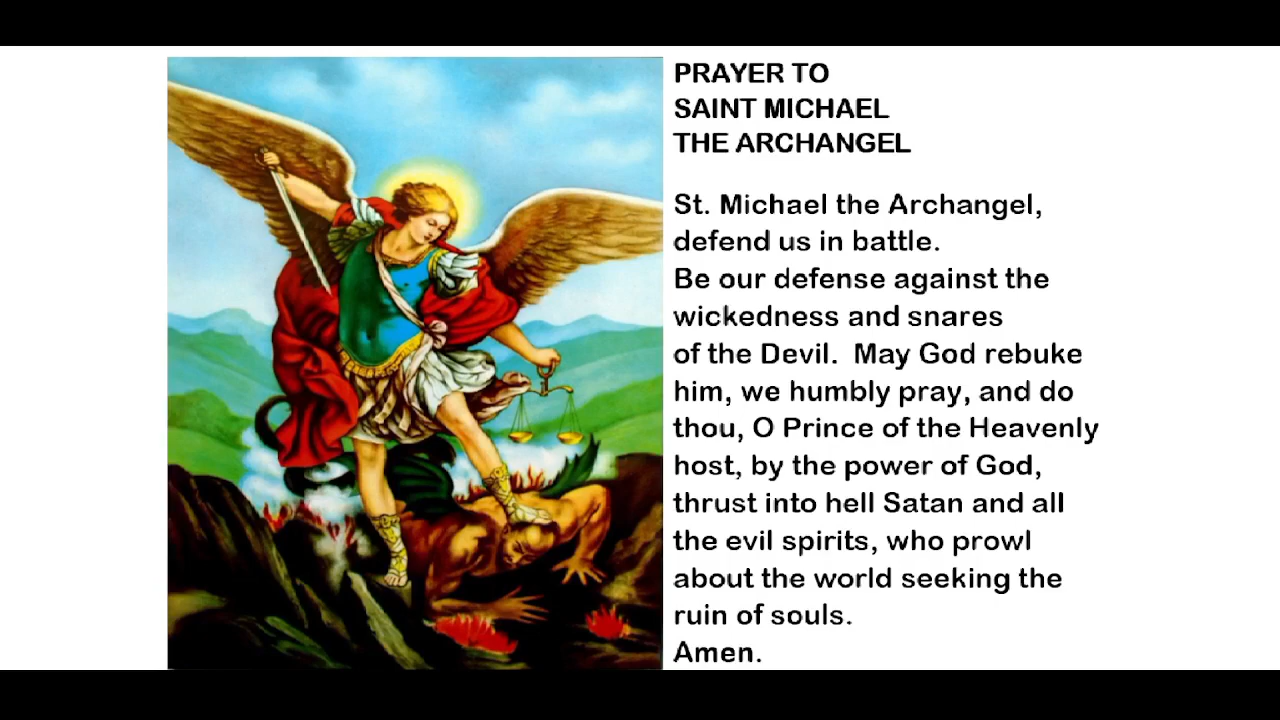 PRAYER TO
SAINT MICHAEL
THE ARCHANGEL
St. Michael the Archangel,
defend us in battle.
Be our defense against the
wickedness and snares
of the Devil.  May God rebuke
him, we humbly pray, and do
thou, O Prince of the Heavenly
host, by the power of God,
thrust into hell Satan and all
the evil spirits, who prowl
about the world seeking the
ruin of souls.
Amen.